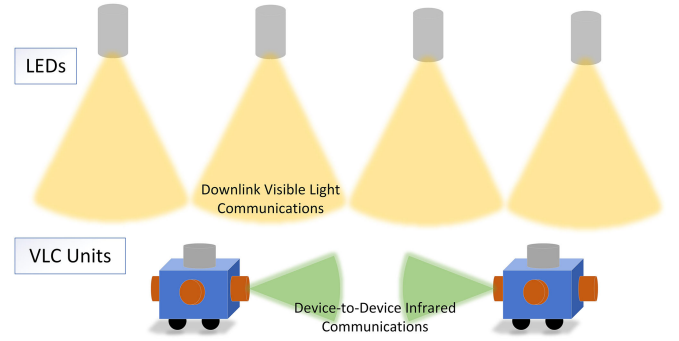 LEDs
Downlink Visible Light
Communications
VLC Units
Device-to-Device Infrared
Communications